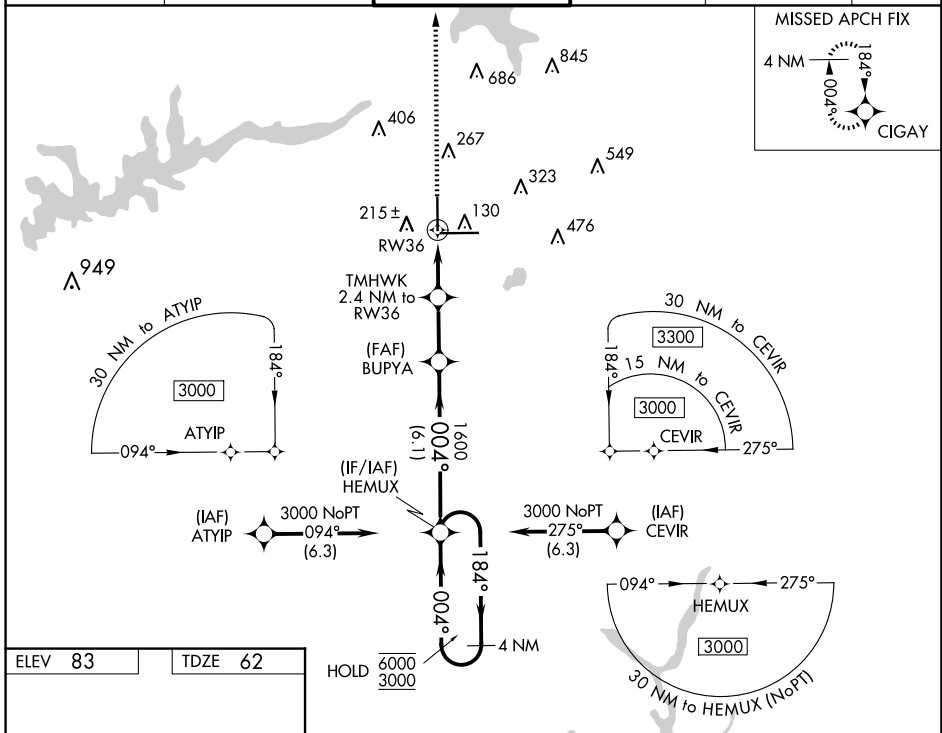 MISSED APCH FIX
4 NM
184°
004°
CIGAY
845
686
406
267
549
323
215 ±
130
476
RW36
949
TMHWK
2.4 NM to
RW36
(FAF)
BUPYA
30 NM to ATYIP
184°
3000
ATYIP
094°
30 NM to CEVIR
3300
184°
15 NM to CEVIR
3000
CEVIR
275°
1600
004°
(6.1)
(IF/IAF)
HEMUX
(IAF)
ATYIP
3000 NoPT
094°
(6.3)
3000 NoPT
275°
(6.3)
(IAF)
CEVIR
184°
004°
4 NM
HOLD
6000
3000
094°
275°
HEMUX
3000
30 NM to HEMUX (NoPT)
ELEV 83
TDZE 62